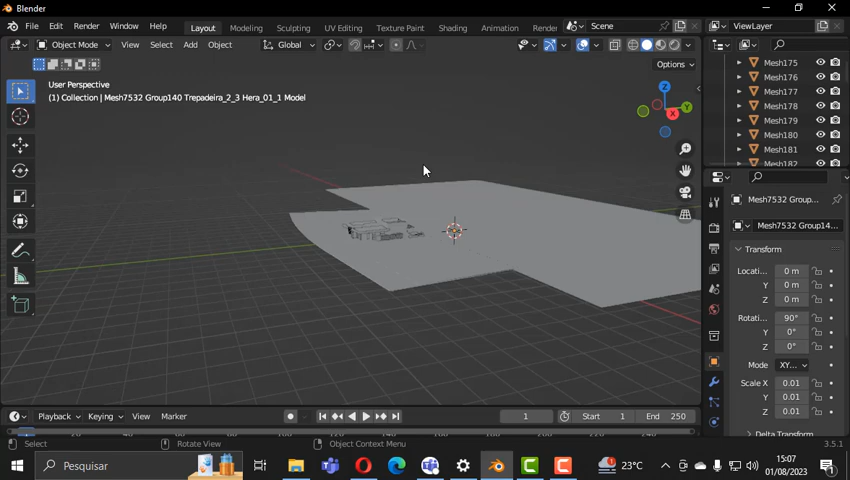 Blender
File Edit Render Window Help Layout Modeling Sculpting UV Editing Texture Paint Shading Animation Render Scene ViewLayer
Object Mode View Select Add Object Global
Options
User Perspective
(1) Collection | Mesh7532 Group140 Trepadeira_2_3 Hera_01_1 Model
Z
Y
X
Mesh175
Mesh176
Mesh177
Mesh178
Mesh179
Mesh180
Mesh181
Mesh182
Mesh7532 Group...
Mesh7532 Group14...
Transform
Locati... 0 m
Y 0 m
Z 0 m
Rotati... 90°
Y 0°
Z 0°
Mode XY...
Scale X 0.01
Y 0.01
Z 0.01
Delta Transform
Playback Keying View Marker 1 Start 1 End 250
Select Rotate View Object Context Menu 3.5.1
Pesquisar 23°C 15:07
01/08/2023